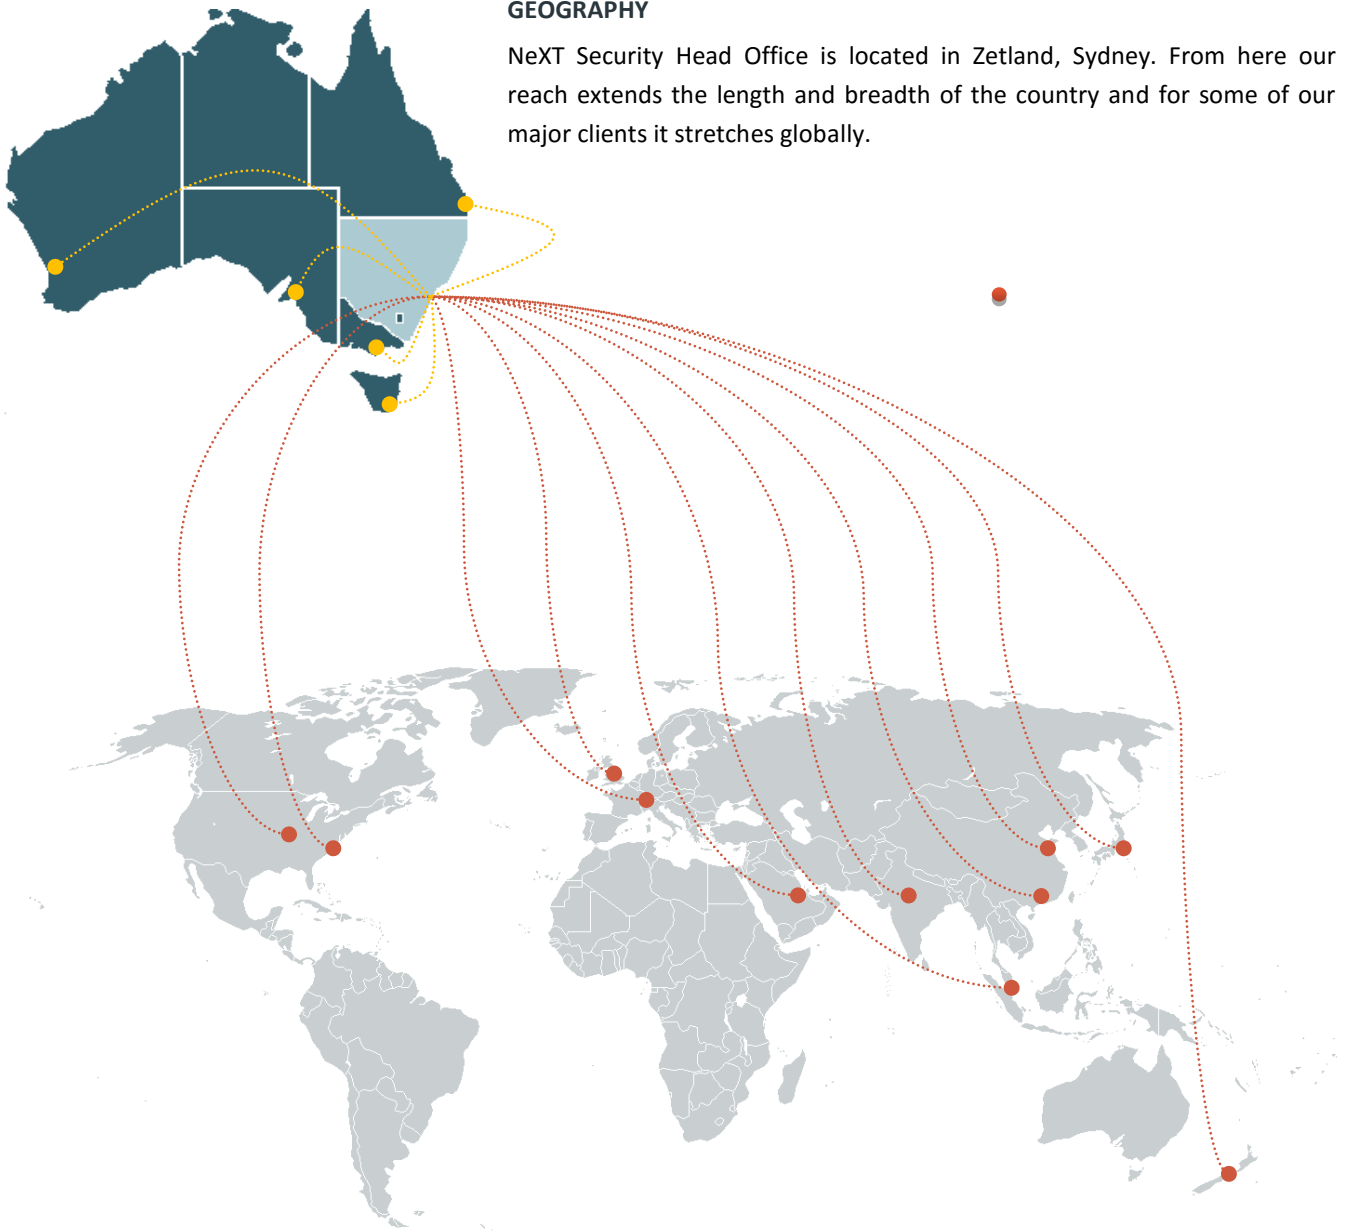 GEOGRAPHY
NeXT Security Head Office is located in Zetland, Sydney. From here our
reach extends the length and breadth of the country and for some of our
major clients it stretches globally.